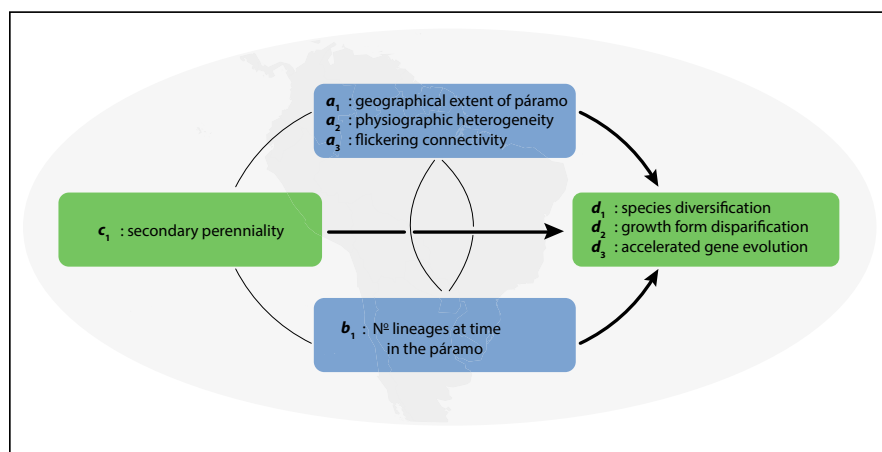 a1 : geographical extent of páramo
a2 : physiographic heterogeneity
a3 : flickering connectivity
c1 : secondary perenniality
d1 : species diversification
d2 : growth form disparification
d3 : accelerated gene evolution
b1 : Nº lineages at time
in the páramo